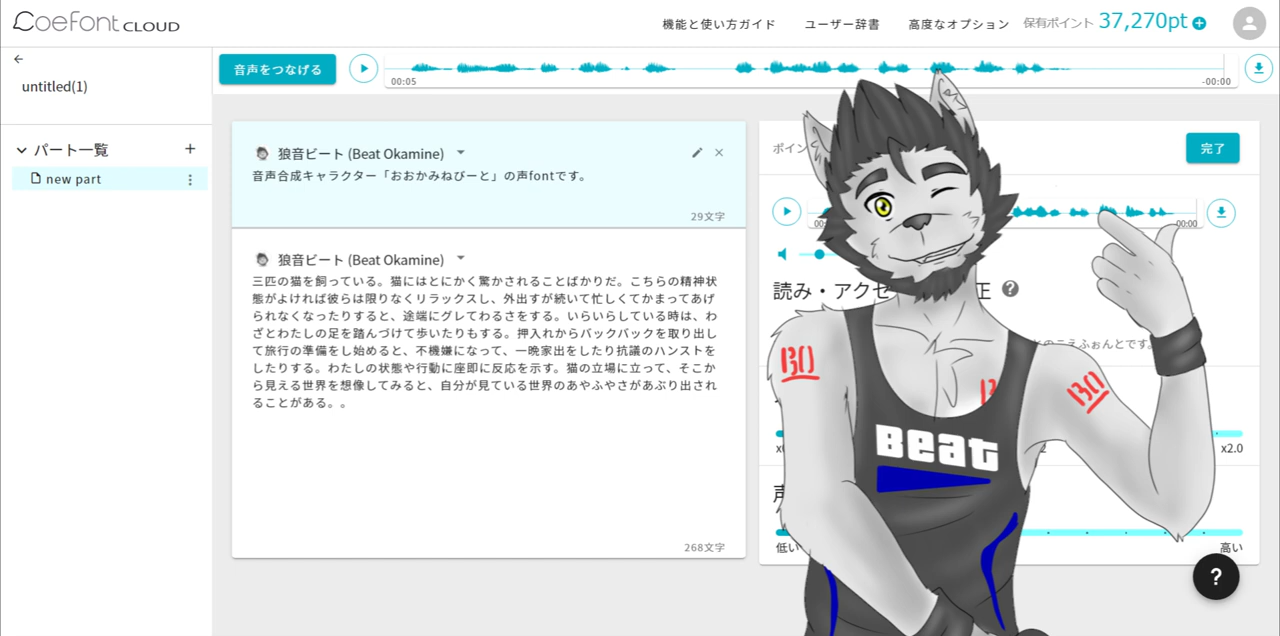 CoeFont CLOUD
機能と使い方ガイド
ユーザー辞書
高度なオプション
保有ポイント 37,270pt
untitled(1)
パート一覧
new part
音声をつなげる
00:05
-00:00
狼音ビート (Beat Okamine)
音声合成キャラクター「おおかみねびーと」の声fontです。
29文字
狼音ビート (Beat Okamine)
三匹の猫を飼っている。猫にはとにかく驚かされることばかりだ。こちらの精神状
態がよければ彼らは限りなくリラックスし、外出すが続いて忙しくてかまってあげ
られなくなったりすると、途端にグレてわるさをする。いらいらしている時は、わ
ざとわたしの足を踏んづけて歩いたりもする。押入れからバックパックを取り出し
て旅行の準備をし始めると、不機嫌になって、一晩家出をしたり抗議のハンストを
したりする。わたしの状態や行動に座即に反応を示す。猫の立場に立って、そこか
ら見える世界を想像してみると、自分が見ている世界のあやふやさがあぶり出され
ることがある。。
268文字
ポイン
完了
00:00
読み・アクセ
正
のこえふぉんとです。
x2.0
低い
高い
?
Beat